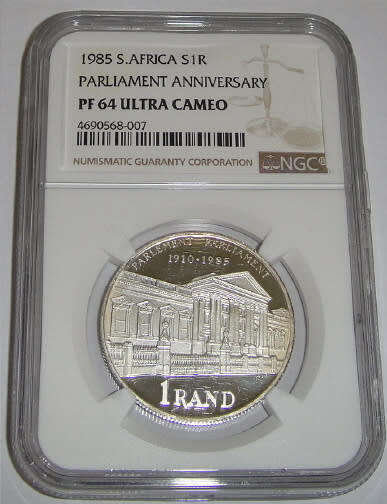 1985 S.AFRICA S1R
PARLIAMENT ANNIVERSARY
PF 64 ULTRA CAMEO
4690568-007
NUMISMATIC GUARANTY CORPORATION
NGC
PARLEMENT · PARLIAMENT
1910·1985
1 RAND